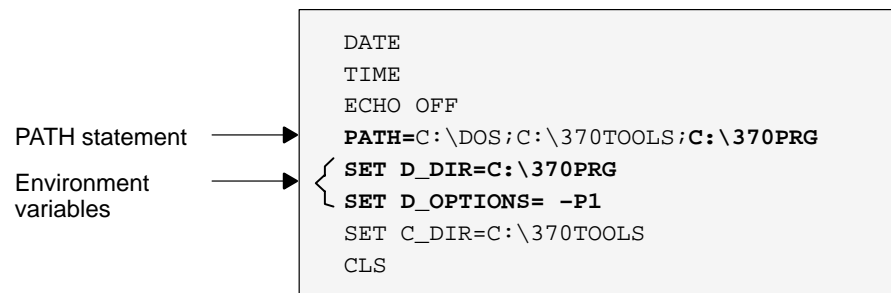 DATE
TIME
ECHO OFF
PATH statement
PATH=C:\DOS;C:\370TOOLS;C:\370PRG
Environment
variables
SET D_DIR=C:\370PRG
SET D_OPTIONS= –P1
SET C_DIR=C:\370TOOLS
CLS